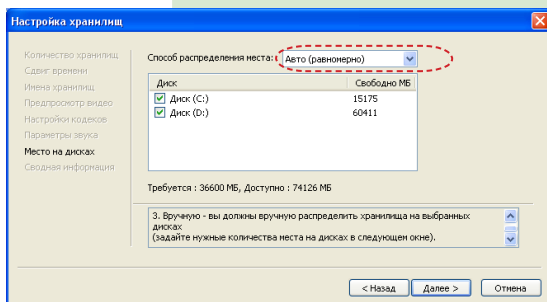 Настройка хранилищ
Количество хранилищ
Сдвиг времени
Имена хранилищ
Предпросмотр видео
Настройки кодеков
Параметры звука
Место на дисках
Сводная информация
Способ распределения места: Авто (равномерно)
Диск Свободно МБ
Диск (C:) 15175
Диск (D:) 60411
Требуется : 36600 МБ, Доступно : 74126 МБ
3. Вручную - вы должны вручную распределить хранилища на выбранных
дисках
(задайте нужные количества места на дисках в следующем окне).
< Назад Далее > Отмена